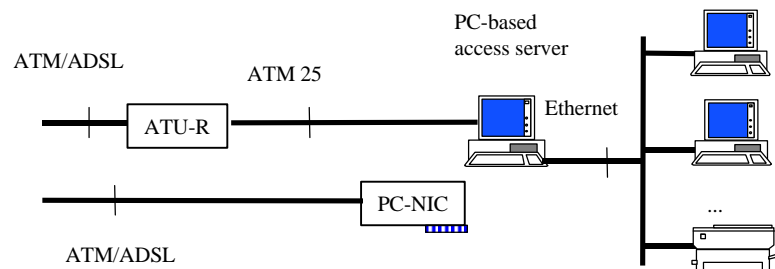 PC-based
access server
ATM/ADSL
ATM 25
Ethernet
ATU-R
PC-NIC
...
ATM/ADSL